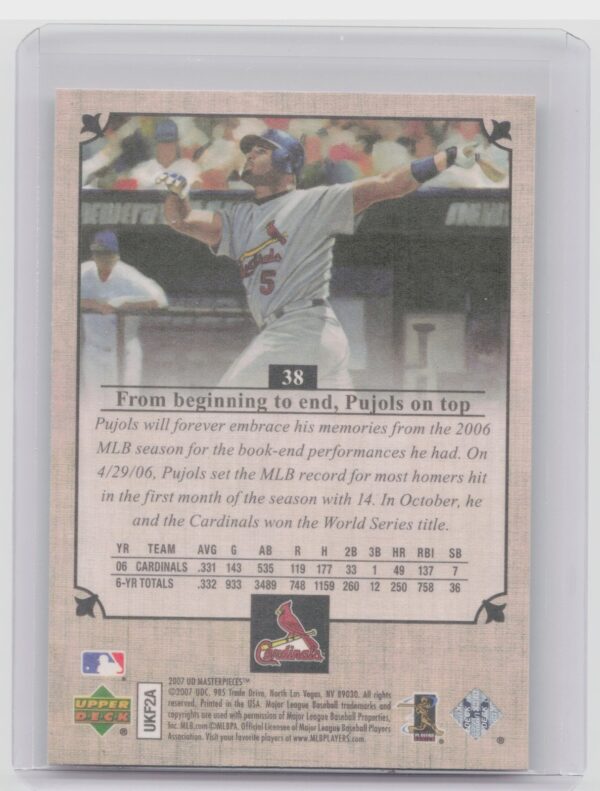 Cardinals
5
38
From beginning to end, Pujols on top
Pujols will forever embrace his memories from the 2006
MLB season for the book-end performances he had. On
4/29/06, Pujols set the MLB record for most homers hit
in the first month of the season with 14. In October, he
and the Cardinals won the World Series title.
YR TEAM AVG G AB R H 2B 3B HR RBI SB
06 CARDINALS .331 143 535 119 177 33 1 49 137 7
6-YR TOTALS .332 933 3489 748 1159 260 12 250 758 36
Cardinals
2007 UD MASTERPIECES™
©2007 UDC, 985 Trade Drive, North Las Vegas, NV 89030. All rights
reserved. Printed in the USA. Major League Baseball trademarks and
copyrights are used with permission of Major League Baseball Properties,
Inc. MLB.com ©MLBPA. Official Licensee of Major League Baseball Players
Association. Visit your favorite players at www.MLBPLAYERS.com.
UPPER
DECK
®
UKF2A
®